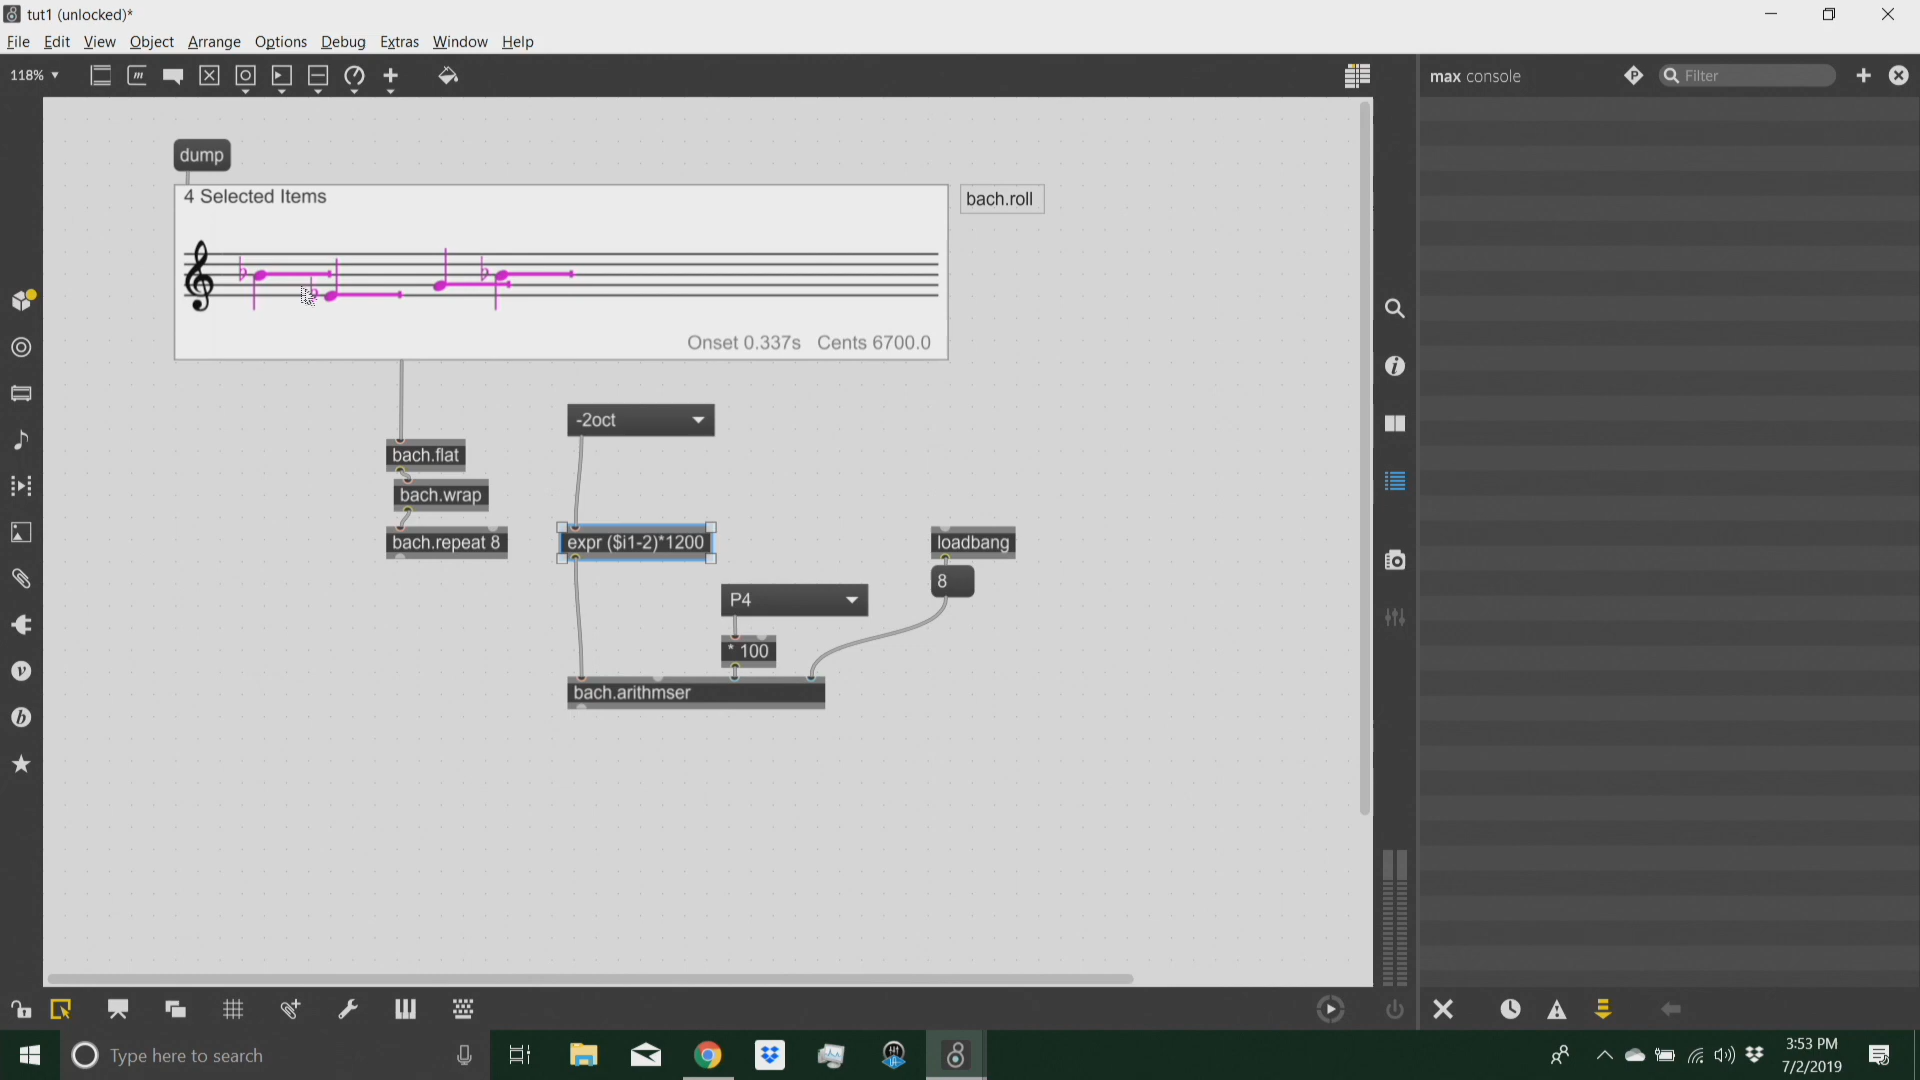 tut1 (unlocked)*
File Edit View Object Arrange Options Debug Extras Window Help
118%
max console
Filter
dump
4 Selected Items
bach.roll
Onset 0.337s Cents 6700.0
-2oct
bach.flat
bach.wrap
bach.repeat 8
expr ($i1-2)*1200
loadbang
8
P4
* 100
bach.arithmser
Type here to search
3:53 PM
7/2/2019